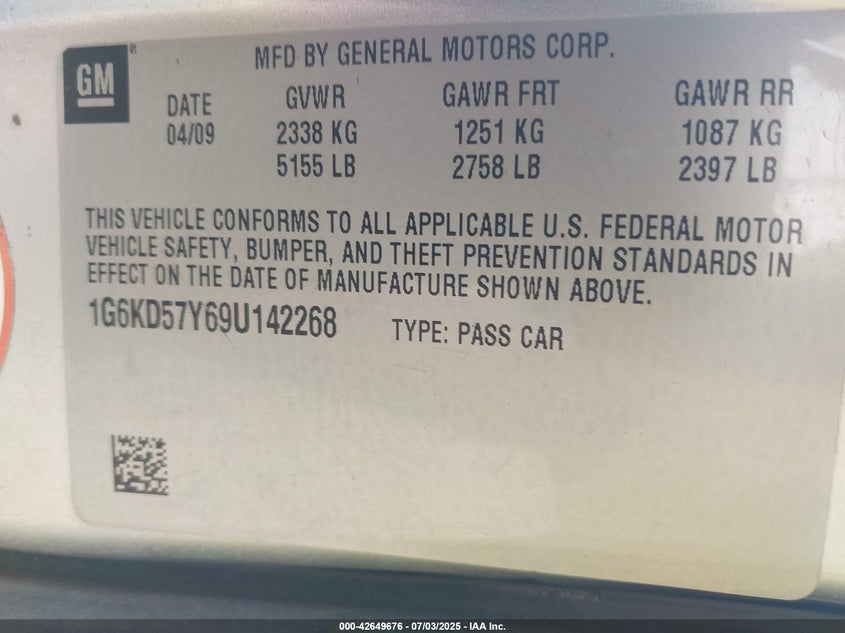 GM
MFD BY GENERAL MOTORS CORP.
DATE GVWR GAWR FRT GAWR RR
04/09 2338 KG 1251 KG 1087 KG
5155 LB 2758 LB 2397 LB
THIS VEHICLE CONFORMS TO ALL APPLICABLE U.S. FEDERAL MOTOR
VEHICLE SAFETY, BUMPER, AND THEFT PREVENTION STANDARDS IN
EFFECT ON THE DATE OF MANUFACTURE SHOWN ABOVE.
1G6KD57Y69U142268 TYPE: PASS CAR
000-42649676 - 07/03/2025 - IAA Inc.